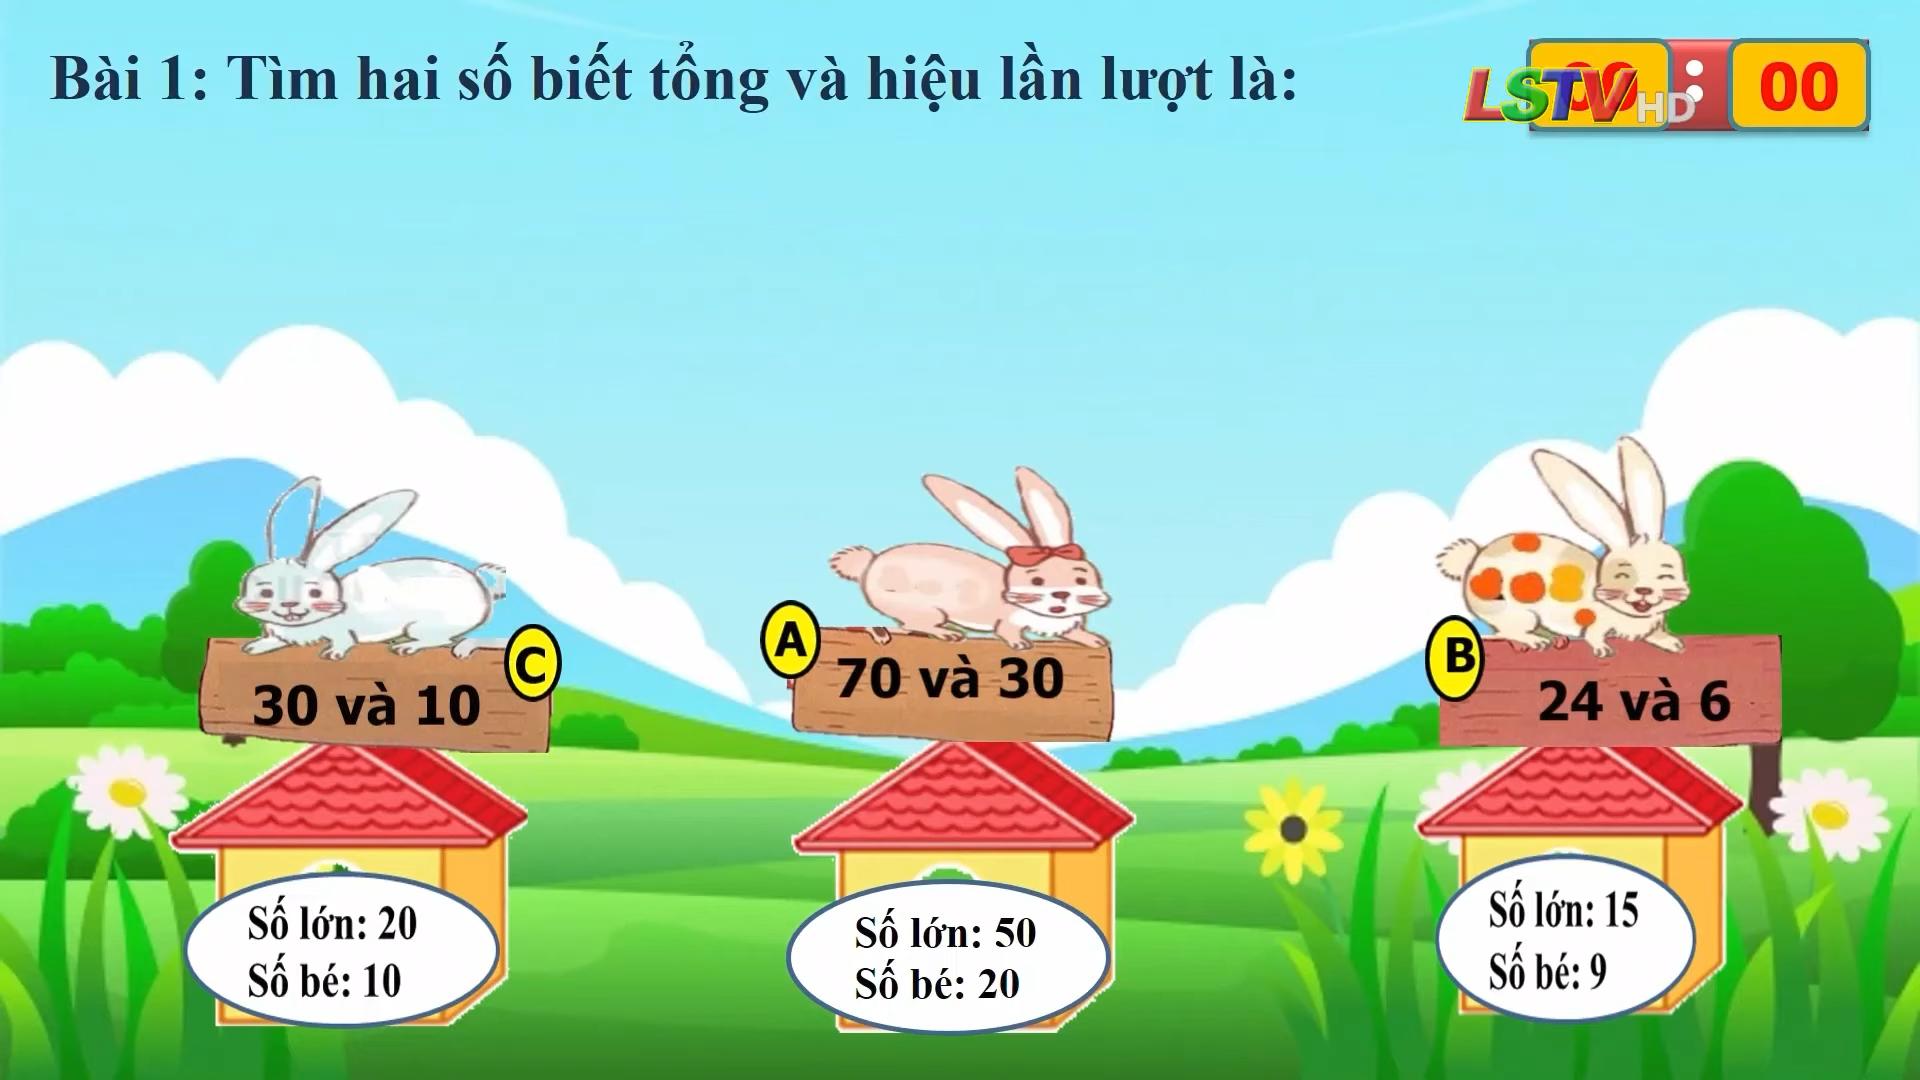 Bài 1: Tìm hai số biết tổng và hiệu lần lượt là:
LSTV HD
00 : 00
C
30 và 10
A
70 và 30
B
24 và 6
Số lớn: 20
Số bé: 10
Số lớn: 50
Số bé: 20
Số lớn: 15
Số bé: 9